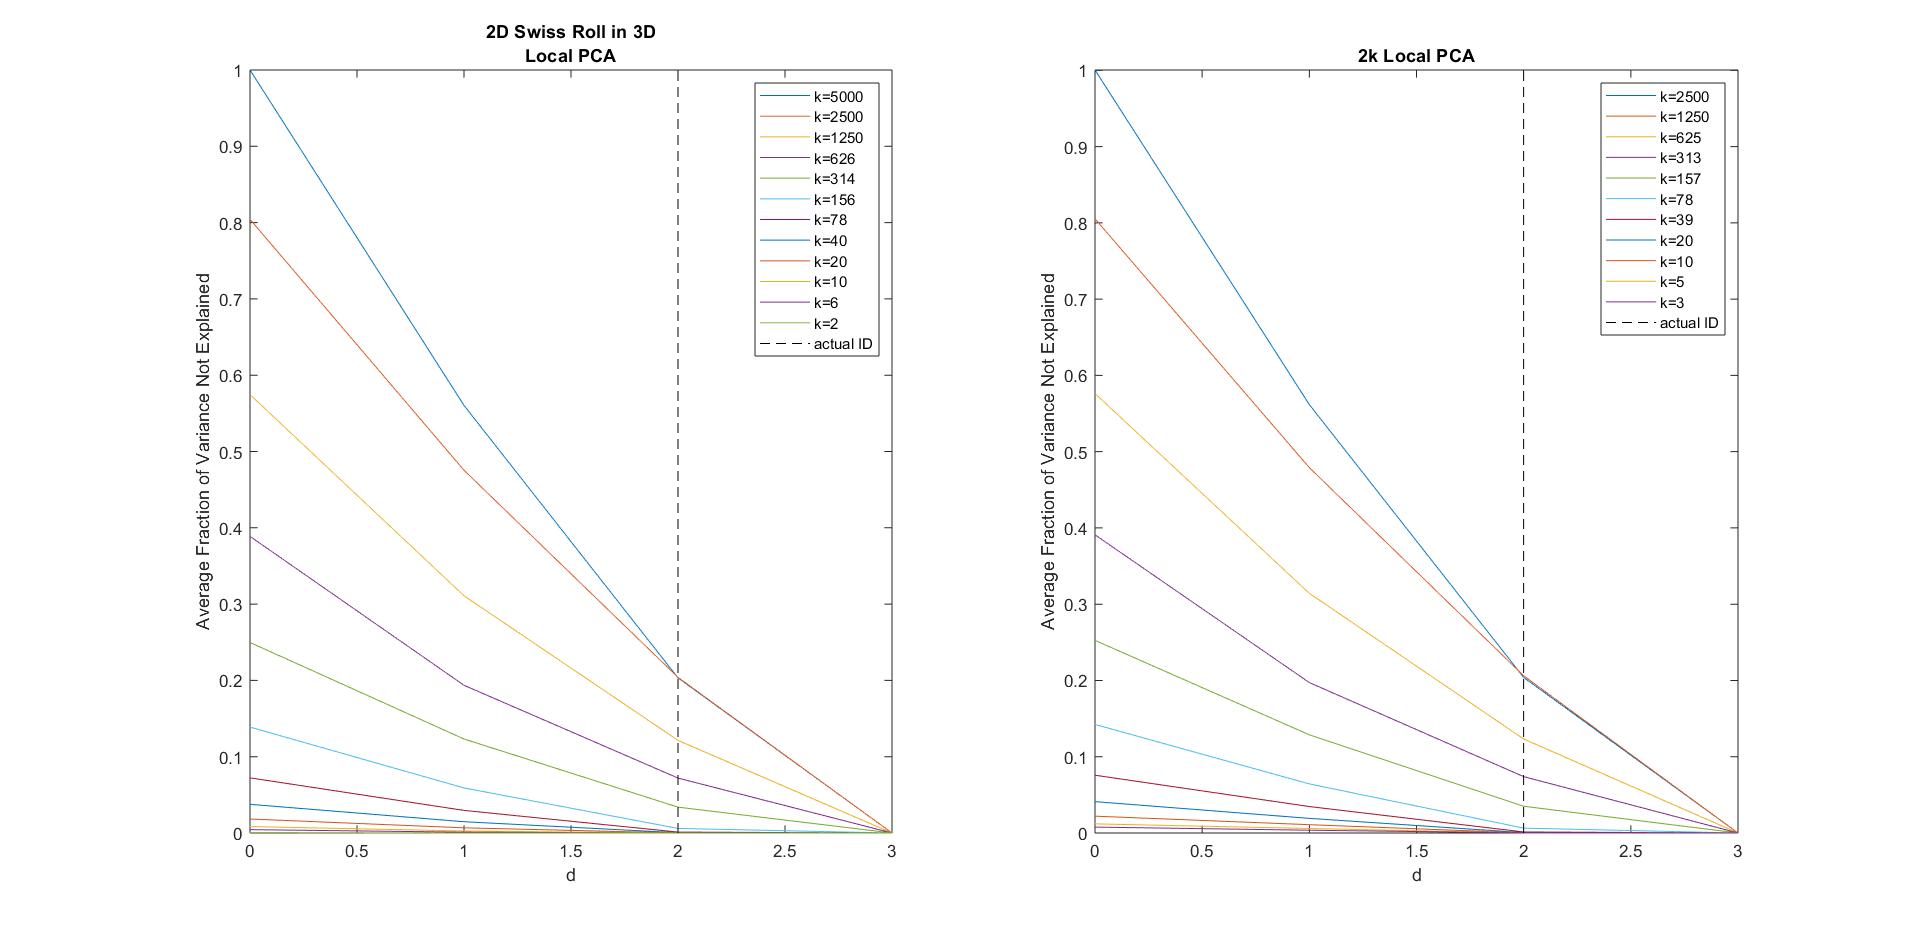 2D Swiss Roll in 3D
Local PCA
Average Fraction of Variance Not Explained
1
0.9
0.8
0.7
0.6
0.5
0.4
0.3
0.2
0.1
0
0 0.5 1 1.5 2 2.5 3
d
k=5000
k=2500
k=1250
k=626
k=314
k=156
k=78
k=40
k=20
k=10
k=6
k=2
actual ID
2k Local PCA
Average Fraction of Variance Not Explained
1
0.9
0.8
0.7
0.6
0.5
0.4
0.3
0.2
0.1
0
0 0.5 1 1.5 2 2.5 3
d
k=2500
k=1250
k=625
k=313
k=157
k=78
k=39
k=20
k=10
k=5
k=3
actual ID